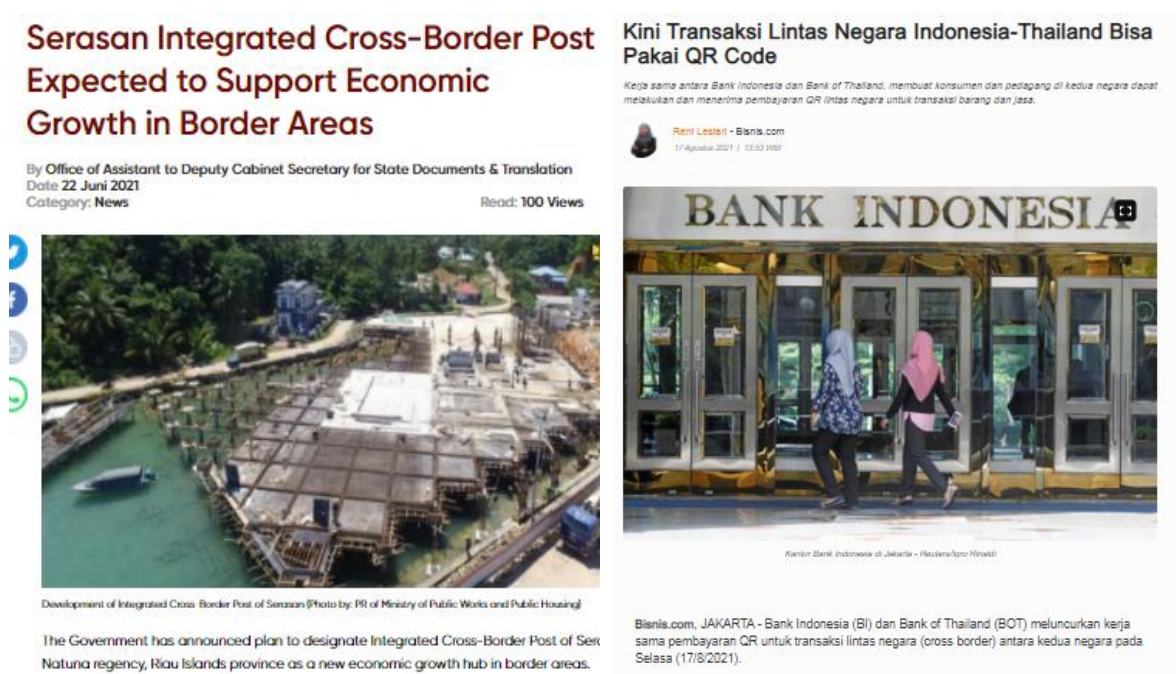 Serasan Integrated Cross-Border Post
Expected to Support Economic
Growth in Border Areas
By Office of Assistant to Deputy Cabinet Secretary for State Documents & Translation
Date 22 Juni 2021
Category: News
Read: 100 Views
Development of Integrated Cross Border Post of Serasan (Photo by: PR of Ministry of Public Works and Public Housing)
The Government has announced plan to designate Integrated Cross-Border Post of Sera
Natuna regency, Riau Islands province as a new economic growth hub in border areas.
Kini Transaksi Lintas Negara Indonesia-Thailand Bisa
Pakai QR Code
Kerja sama antara Bank Indonesia dan Bank of Thailand, membuat konsumen dan pedagang di kedua negara dapat
melakukan dan menerima pembayaran QR lintas negara untuk transaksi barang dan jasa.
Reni Lestari - Bisnis.com
17 Agustus 2021 | 13:53 WIB
BANK INDONESIA
Kantor Bank Indonesia di Jakarta - Reuters/Iqro Rinaldi
Bisnis.com, JAKARTA - Bank Indonesia (BI) dan Bank of Thailand (BOT) meluncurkan kerja
sama pembayaran QR untuk transaksi lintas negara (cross border) antara kedua negara pada
Selasa (17/8/2021).